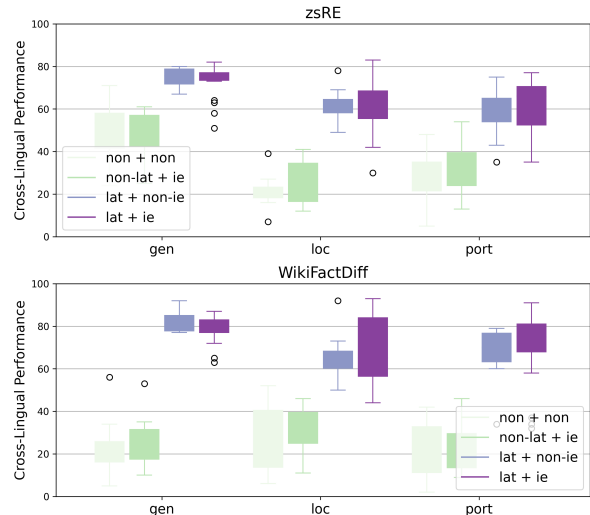 zsRE
Cross-Lingual Performance
100
80
60
40
20
0
non + non
non-lat + ie
lat + non-ie
lat + ie
gen
loc
port
WikiFactDiff
Cross-Lingual Performance
100
80
60
40
20
0
non + non
non-lat + ie
lat + non-ie
lat + ie
gen
loc
port